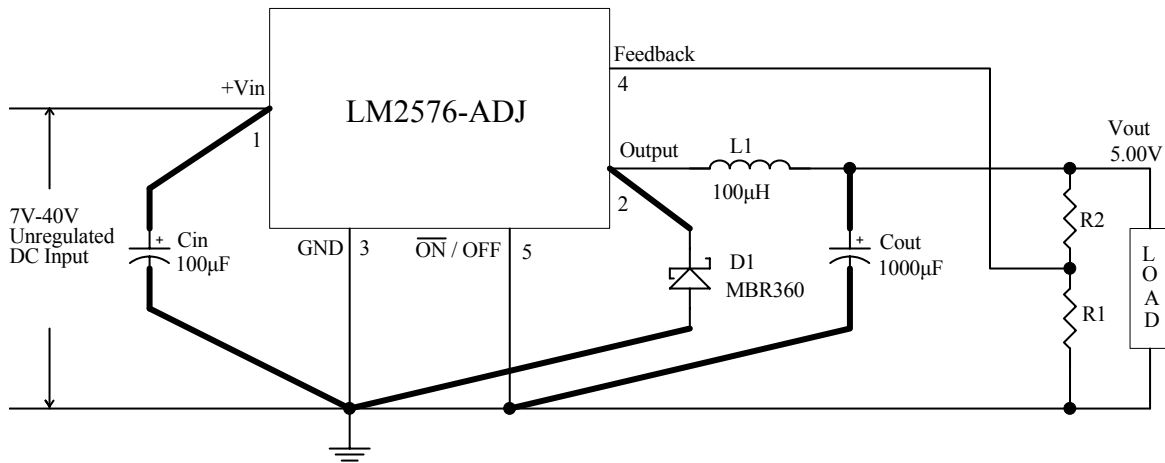 Feedback
4
+Vin
1
LM2576-ADJ
Output
2
L1
100µH
Vout
5.00V
7V-40V
Unregulated
DC Input
+
Cin
100µF
GND
3
ON / OFF
5
D1
MBR360
+
Cout
1000µF
R2
R1
LOAD